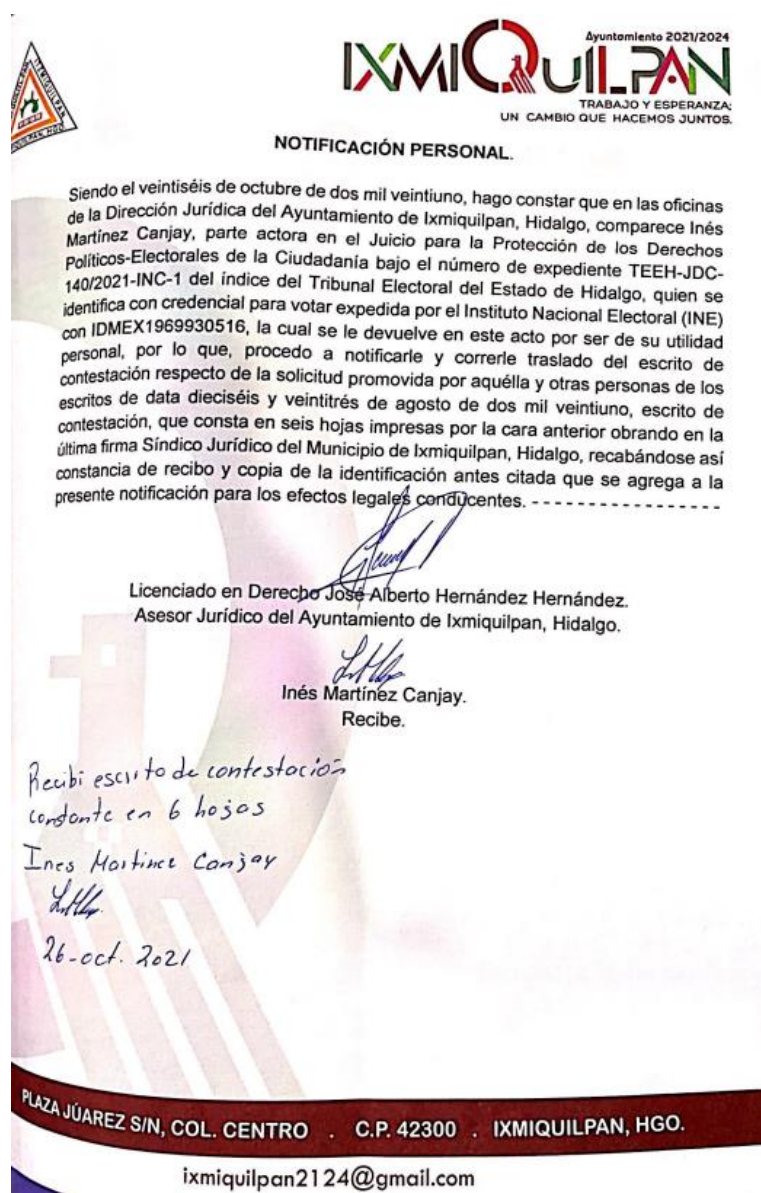 Ayuntamiento 2021/2024
IXMIQUILPAN
TRABAJO Y ESPERANZA;
UN CAMBIO QUE HACEMOS JUNTOS.
NOTIFICACIÓN PERSONAL.
Siendo el veintiséis de octubre de dos mil veintiuno, hago constar que en las oficinas
de la Dirección Jurídica del Ayuntamiento de Ixmiquilpan, Hidalgo, comparece Inés
Martínez Canjay, parte actora en el Juicio para la Protección de los Derechos
Políticos-Electorales de la Ciudadanía bajo el número de expediente TEEH-JDC-
140/2021-INC-1 del índice del Tribunal Electoral del Estado de Hidalgo, quien se
identifica con credencial para votar expedida por el Instituto Nacional Electoral (INE)
con IDMEX1969930516, la cual se le devuelve en este acto por ser de su utilidad
personal, por lo que, procedo a notificarle y correrle traslado del escrito de
contestación respecto de la solicitud promovida por aquélla y otras personas de los
escritos de data dieciséis y veintitrés de agosto de dos mil veintiuno, escrito de
contestación, que consta en seis hojas impresas por la cara anterior obrando en la
última firma Síndico Jurídico del Municipio de Ixmiquilpan, Hidalgo, recabándose así
constancia de recibo y copia de la identificación antes citada que se agrega a la
presente notificación para los efectos legales conducentes. - - - - - - - - - - - - - - - - -
Licenciado en Derecho José Alberto Hernández Hernández.
Asesor Jurídico del Ayuntamiento de Ixmiquilpan, Hidalgo.
Inés Martínez Canjay.
Recibe.
Recibi escrito de contestación
constante en 6 hojas
Ines Martinez Canjay
26-oct. 2021
PLAZA JÚAREZ S/N, COL. CENTRO . C.P. 42300 . IXMIQUILPAN, HGO.
ixmiquilpan2124@gmail.com